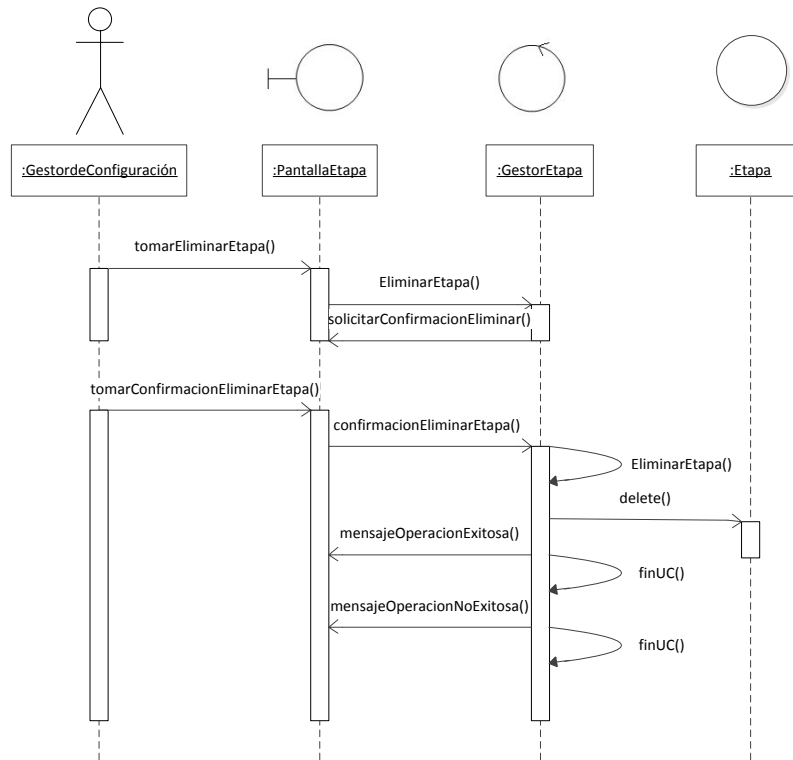 :GestordeConfiguración
:PantallaEtapa
:GestorEtapa
:Etapa
tomarEliminarEtapa()
EliminarEtapa()
solicitarConfirmacionEliminar()
tomarConfirmacionEliminarEtapa()
confirmacionEliminarEtapa()
EliminarEtapa()
delete()
mensajeOperacionExitosa()
finUC()
mensajeOperacionNoExitosa()
finUC()